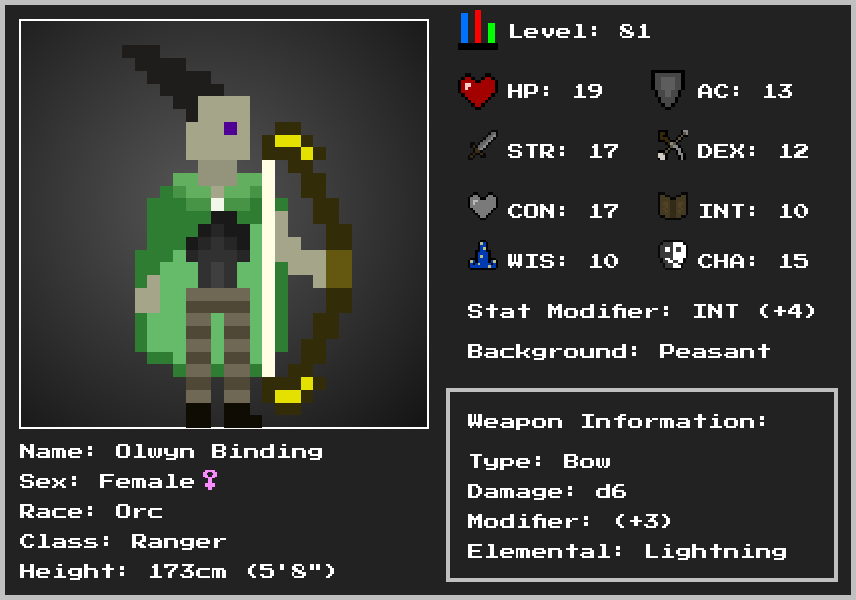 Level: 81
HP: 19 AC: 13
STR: 17 DEX: 12
CON: 17 INT: 10
WIS: 10 CHA: 15
Stat Modifier: INT (+4)
Background: Peasant
Weapon Information:
Type: Bow
Damage: d6
Modifier: (+3)
Elemental: Lightning
Name: Olwyn Binding
Sex: Female♀
Race: Orc
Class: Ranger
Height: 173cm (5'8")